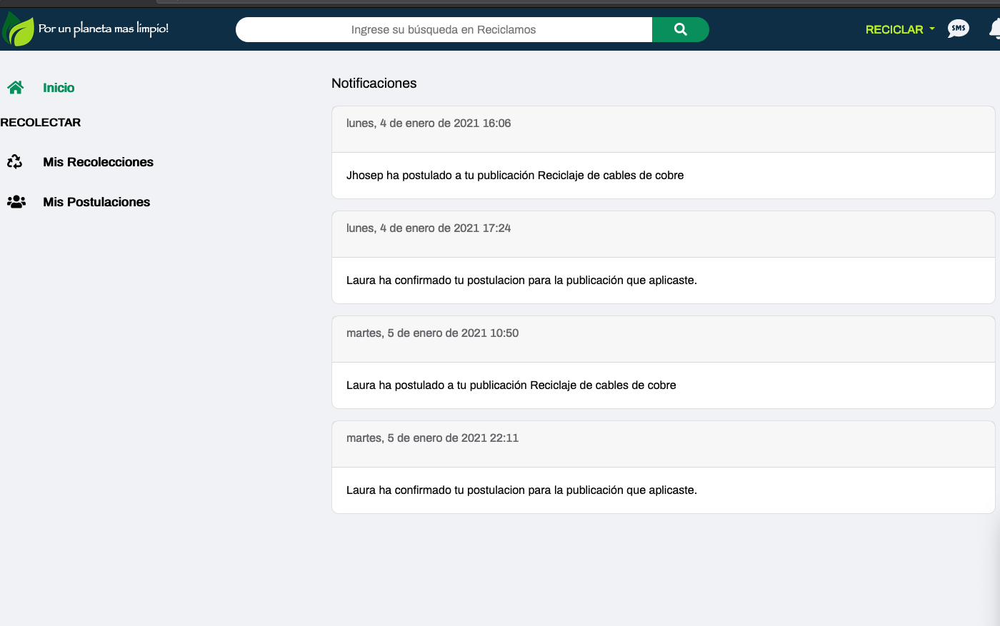 Por un planeta mas limpio!
Ingrese su búsqueda en Reciclamos
RECICLAR
SMS
Inicio
RECOLECTAR
Mis Recolecciones
Mis Postulaciones
Notificaciones
lunes, 4 de enero de 2021 16:06
Jhosep ha postulado a tu publicación Reciclaje de cables de cobre
lunes, 4 de enero de 2021 17:24
Laura ha confirmado tu postulacion para la publicación que aplicaste.
martes, 5 de enero de 2021 10:50
Laura ha postulado a tu publicación Reciclaje de cables de cobre
martes, 5 de enero de 2021 22:11
Laura ha confirmado tu postulacion para la publicación que aplicaste.